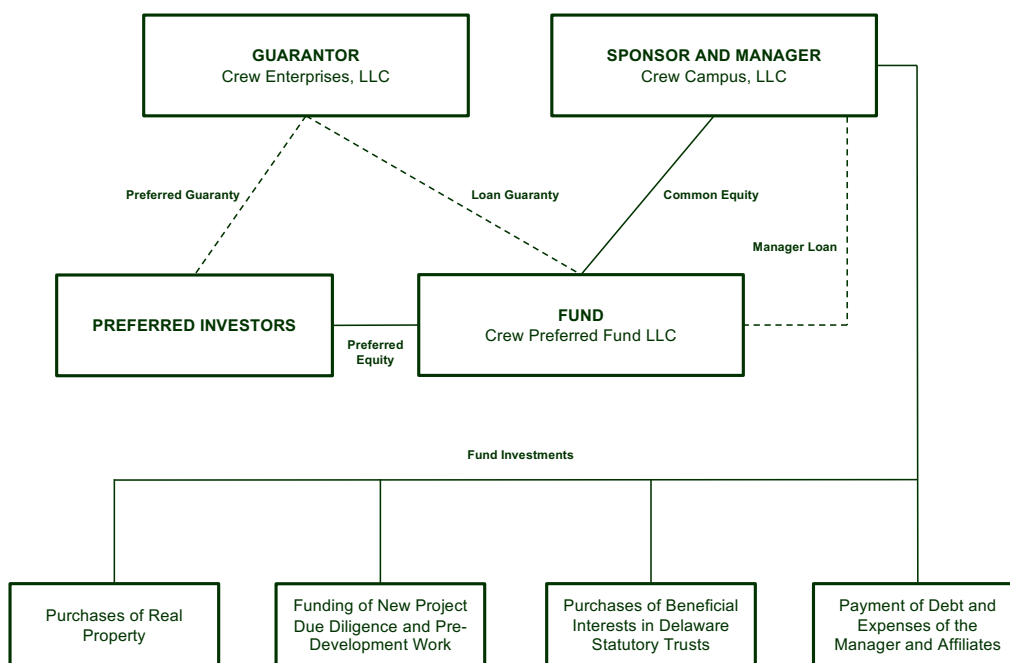 GUARANTOR
Crew Enterprises, LLC
SPONSOR AND MANAGER
Crew Campus, LLC
Preferred Guaranty
Loan Guaranty
Common Equity
Manager Loan
PREFERRED INVESTORS
Preferred
Equity
FUND
Crew Preferred Fund LLC
Fund Investments
Purchases of Real
Property
Funding of New Project
Due Diligence and Pre-
Development Work
Purchases of Beneficial
Interests in Delaware
Statutory Trusts
Payment of Debt and
Expenses of the
Manager and Affiliates